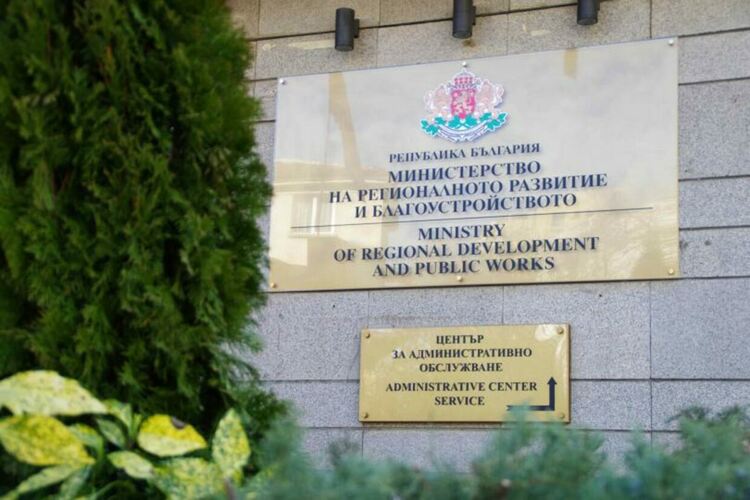 РЕПУБЛИКА БЪЛГАРИЯ
МИНИСТЕРСТВО
НА РЕГИОНАЛНОТО РАЗВИТИЕ
И БЛАГОУСТРОЙСТВОТО
MINISTRY
OF REGIONAL DEVELOPMENT
AND PUBLIC WORKS
ЦЕНТЪР
ЗА АДМИНИСТРАТИВНО
ОБСЛУЖВАНЕ
ADMINISTRATIVE CENTER
SERVICE